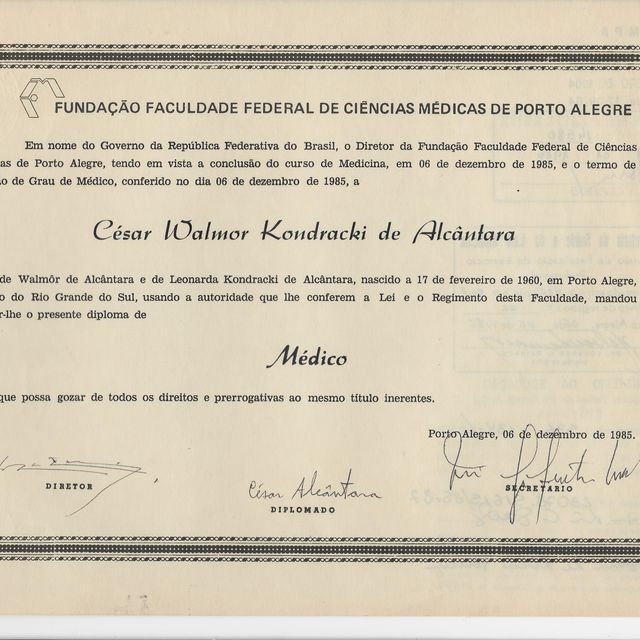 FUNDAÇÃO FACULDADE FEDERAL DE CIÊNCIAS MÉDICAS DE PORTO ALEGRE
Em nome do Governo da República Federativa do Brasil, o Diretor da Fundação Faculdade Federal de Ciências
as de Porto Alegre, tendo em vista a conclusão do curso de Medicina, em 06 de dezembro de 1985, e o termo de
o de Grau de Médico, conferido no dia 06 de dezembro de 1985, a
César Walmor Kondracki de Alcântara
de Walmôr de Alcântara e de Leonarda Kondracki de Alcântara, nascido a 17 de fevereiro de 1960, em Porto Alegre,
o do Rio Grande do Sul, usando a autoridade que lhe conferem a Lei e o Regimento desta Faculdade, mandou
r-lhe o presente diploma de
Médico
que possa gozar de todos os direitos e prerrogativas ao mesmo título inerentes.
Porto Alegre, 06 de dezembro de 1985.
DIRETOR
César Alcântara
DIPLOMADO
SECRETÁRIO